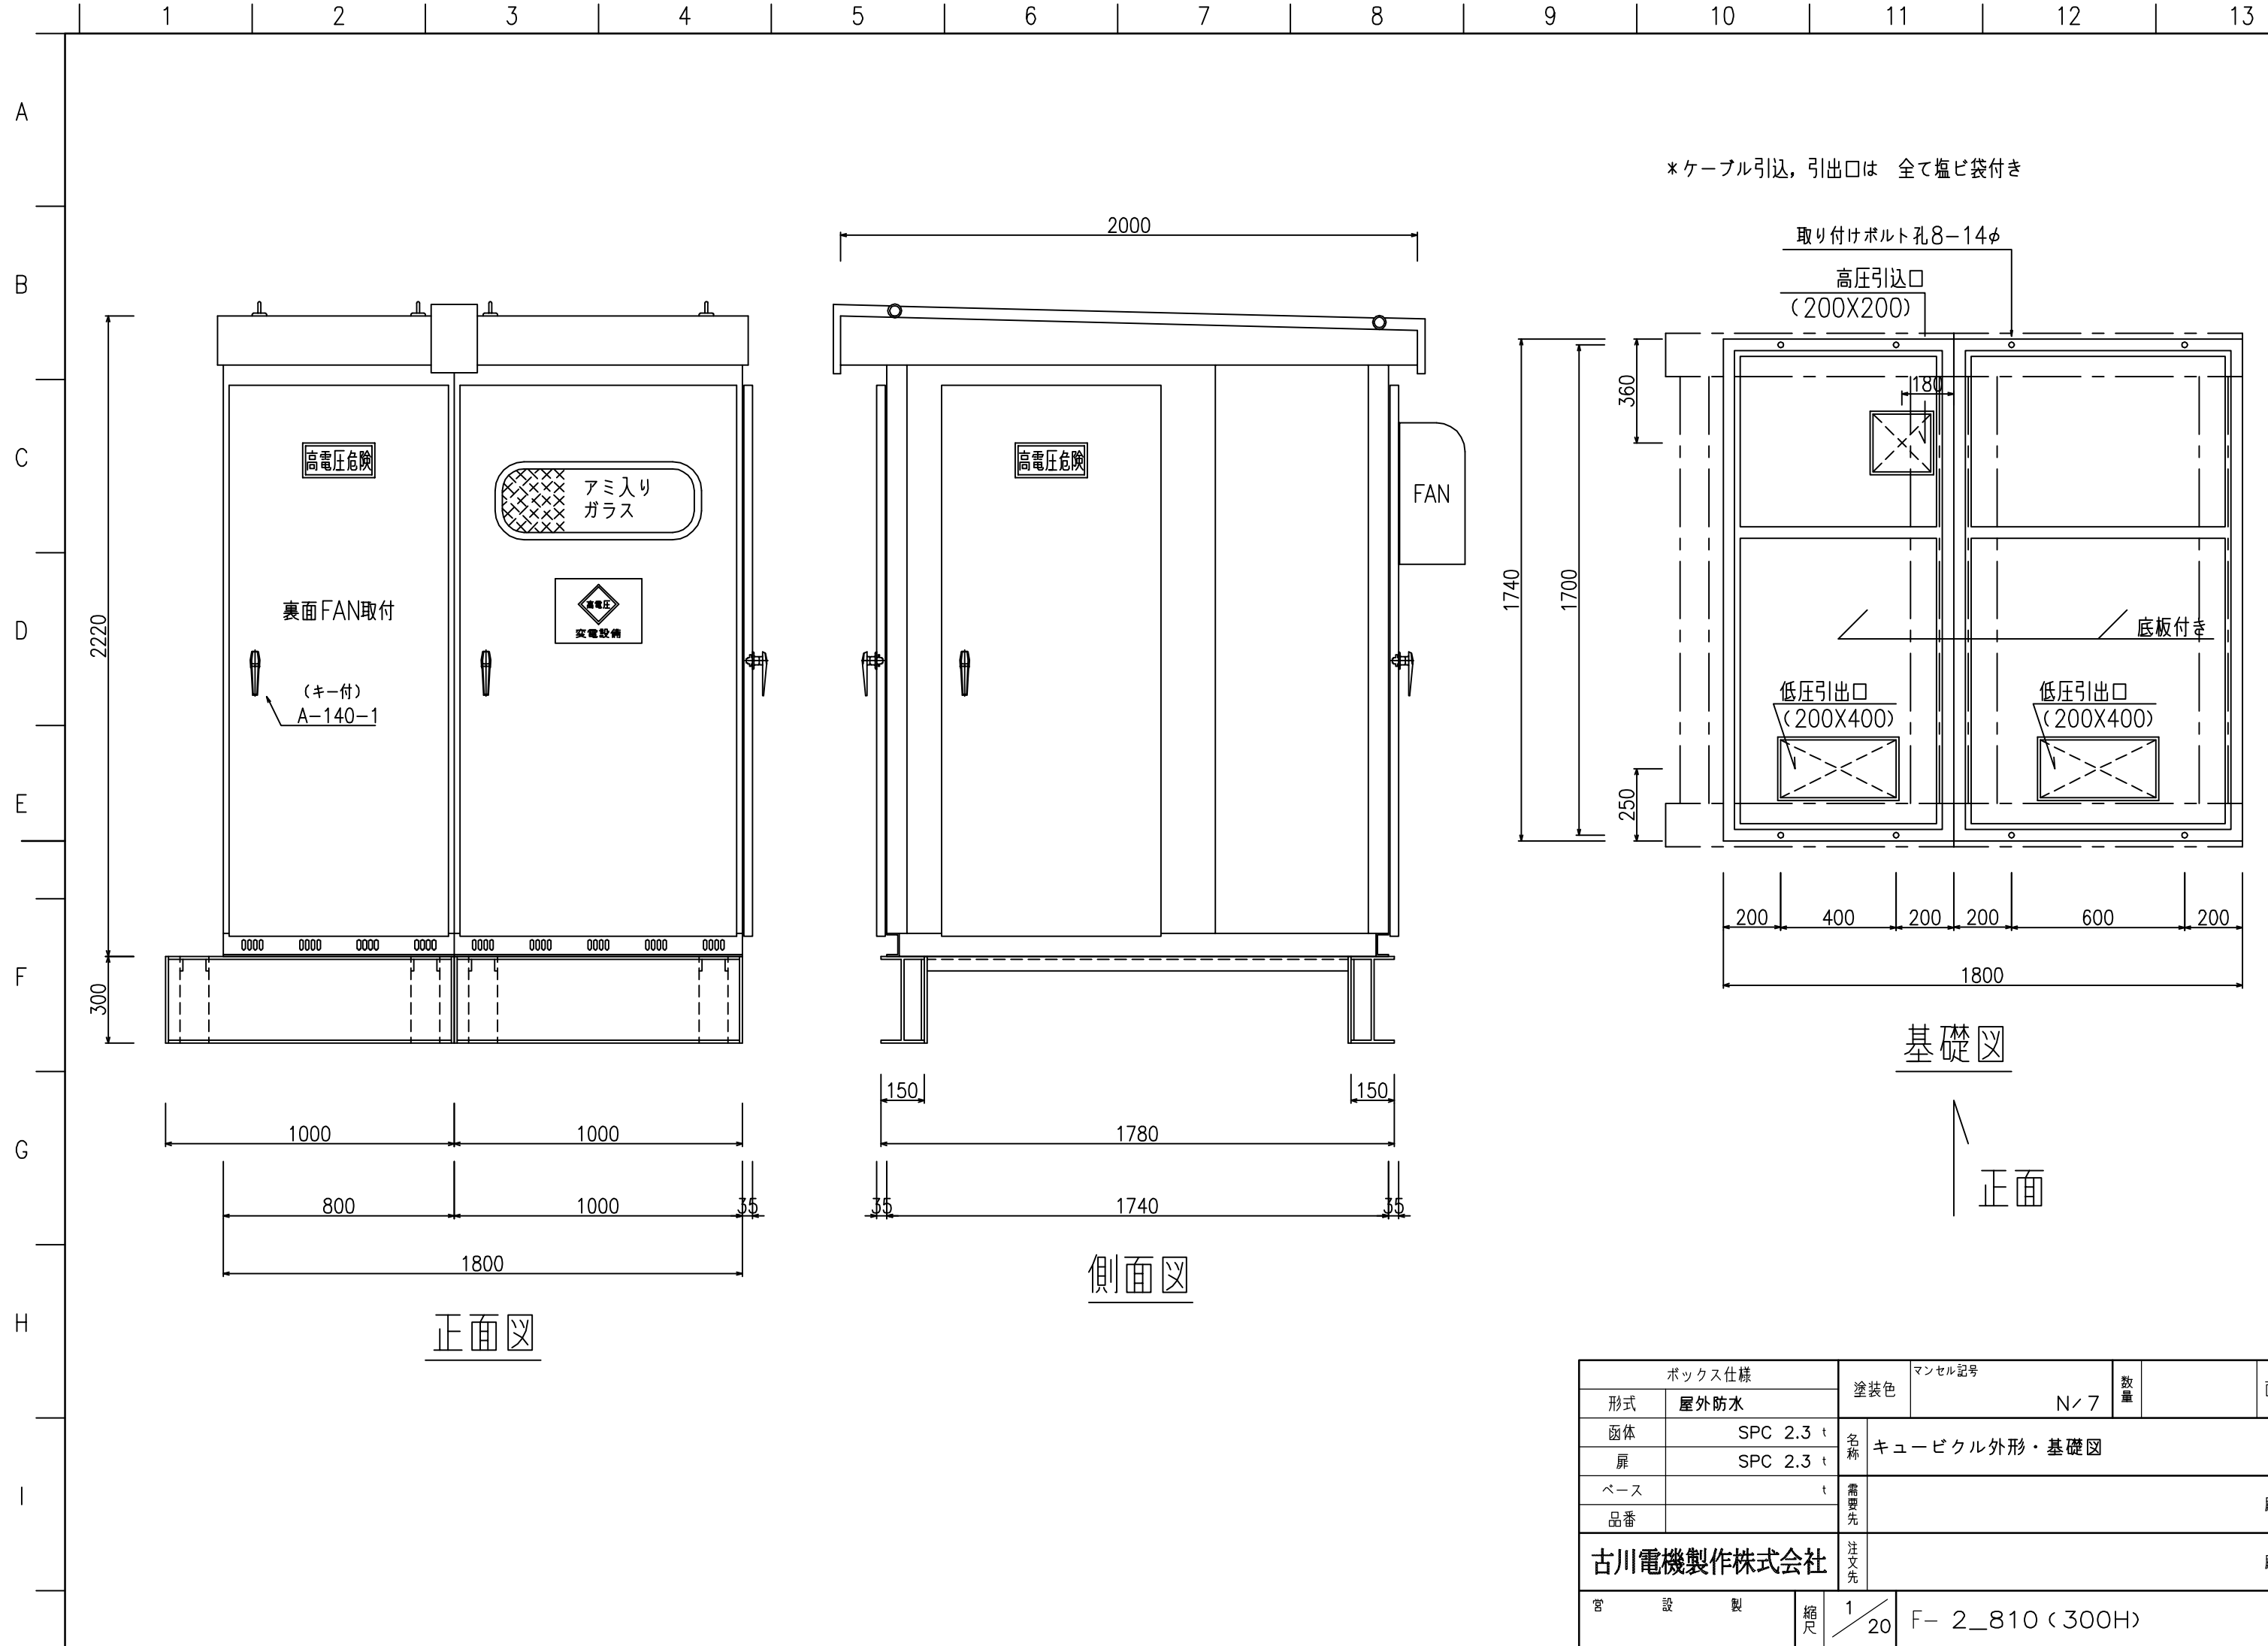 1 2 3 4 5 6 7 8 9 10 11 12 13
A
B
C
D
E
F
G
H
I
*ケーブル引込,引出口は 全て塩ビ袋付き
取り付けボルト孔8-14φ
高圧引込口
(200X200)
2000
2220
300
高電圧危険
アミ入り
ガラス
高電圧
変電設備
裏面FAN取付
(キー付)
A-140-1
1000
1000
800
1000
35
1800
正面図
高電圧危険
FAN
150
150
1780
35
1740
35
側面図
1740
1700
360
180
250
底板付き
低圧引出口
(200X400)
低圧引出口
(200X400)
200
400
200
200
600
200
1800
基礎図
正面
ボックス仕様
形式 屋外防水
函体 SPC 2.3 t
扉 SPC 2.3 t
ベース t
品番
古川電機製作株式会社
営 設 製
縮尺 1/20
塗装色 マンセル記号 N/7
数量
名称 キュービクル外形・基礎図
需要先
注文先
F-2_810(300H)